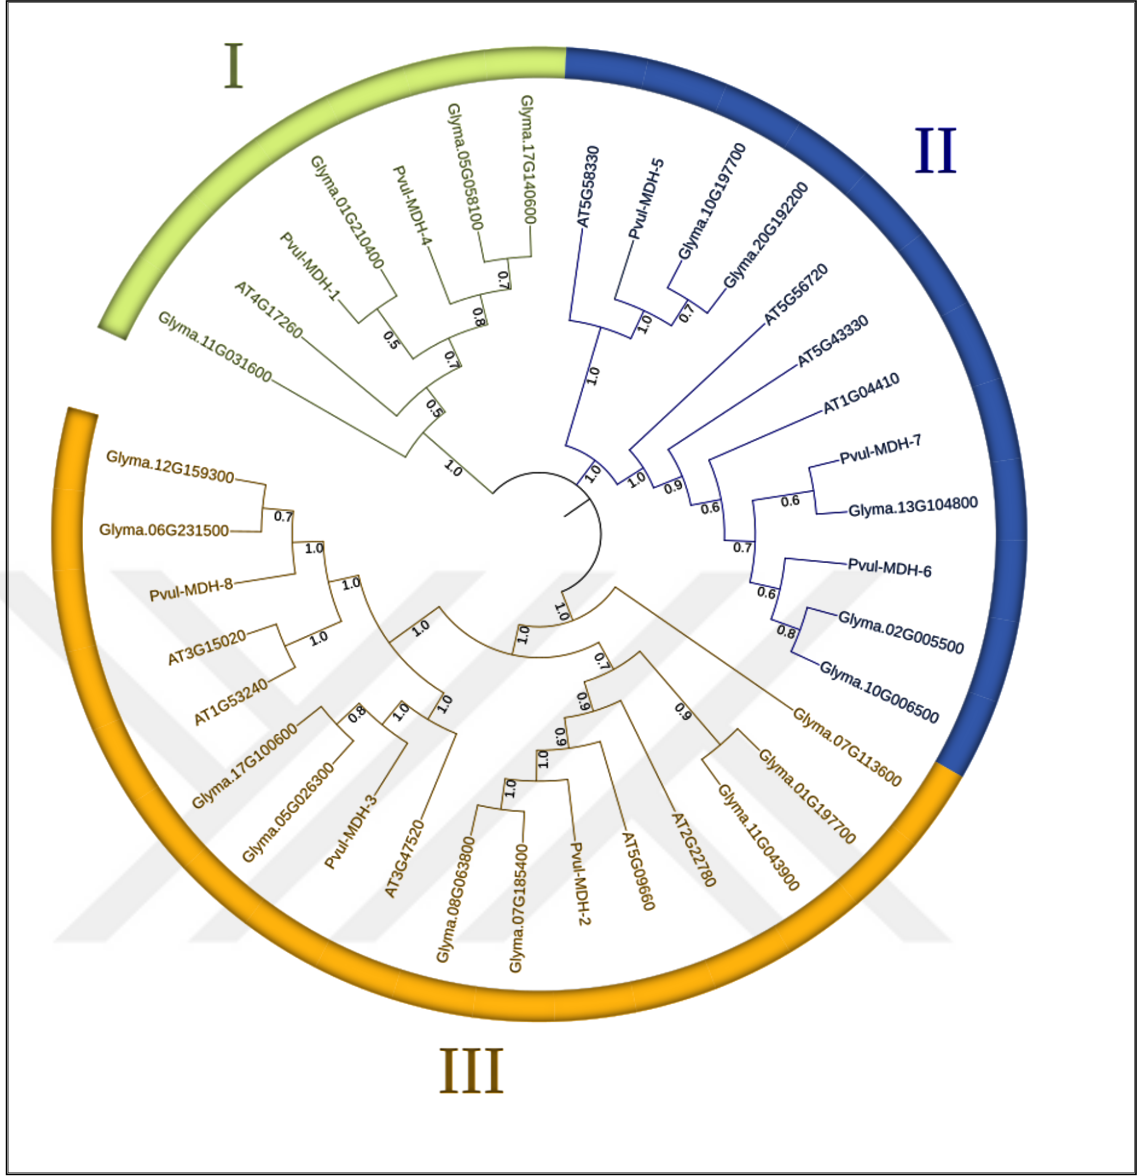 I
II
III
Glyma.11G031600
AT4G17260
Pvul-MDH-1
Glyma.01G210400
Pvul-MDH-4
Glyma.05G058100
Glyma.17G140600
AT5G58330
Pvul-MDH-5
Glyma.10G197700
Glyma.20G192200
AT5G56720
AT5G43330
AT1G04410
Pvul-MDH-7
Glyma.13G104800
Pvul-MDH-6
Glyma.02G005500
Glyma.10G006500
Glyma.07G113600
Glyma.01G197700
Glyma.11G043900
AT2G22780
AT5G09660
Pvul-MDH-2
Glyma.07G185400
Glyma.08G063800
AT3G47520
Pvul-MDH-3
Glyma.05G026300
Glyma.17G100600
AT1G53240
AT3G15020
Pvul-MDH-8
Glyma.06G231500
Glyma.12G159300
0.7
0.8
0.5
0.7
0.5
1.0
1.0
0.7
1.0
1.0
1.0
0.9
0.6
0.6
0.7
0.6
0.8
1.0
1.0
0.7
0.9
0.9
0.9
1.0
1.0
1.0
1.0
1.0
0.8
1.0
1.0
1.0
0.7